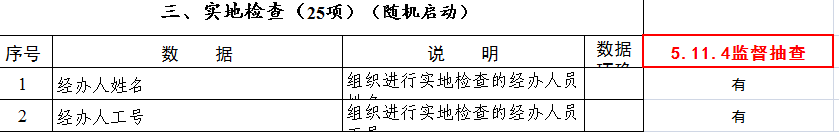 三、实地检查（25项）（随机启动）
序号 数 据 说 明 数据 5.11.4监督抽查
1 经办人姓名 组织进行实地检查的经办人员 有
2 经办人工号 组织进行实地检查的经办人员 有